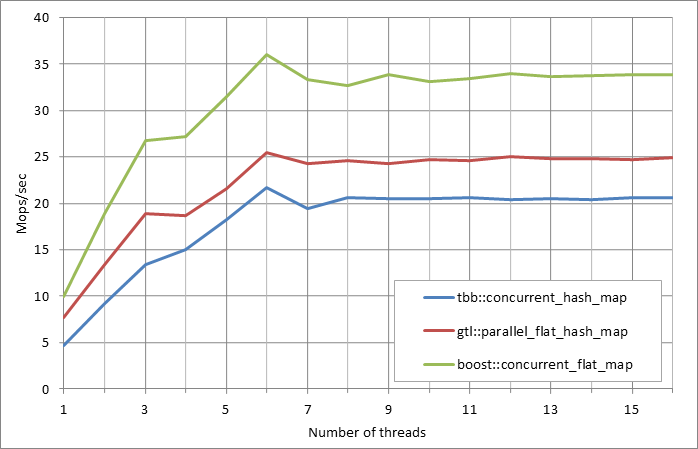 40
35
30
25
20
15
10
5
0
Mops/sec
tbb::concurrent_hash_map
gtl::parallel_flat_hash_map
boost::concurrent_flat_map
1 3 5 7 9 11 13 15
Number of threads